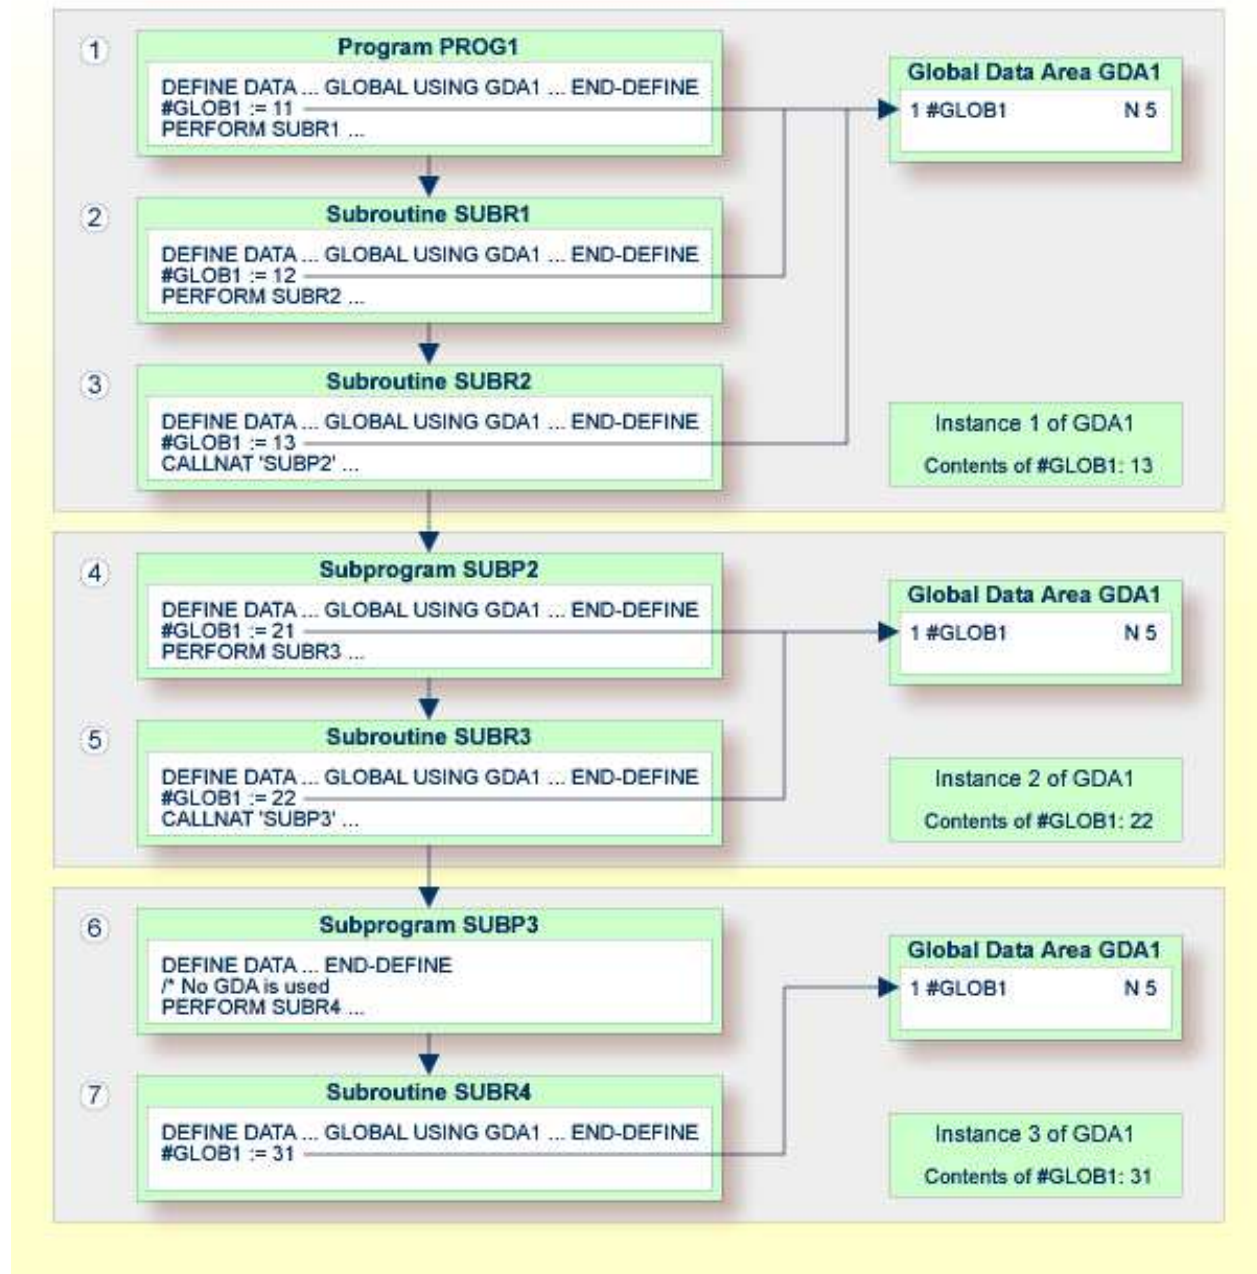 1
Program PROG1
DEFINE DATA ... GLOBAL USING GDA1 ... END-DEFINE
#GLOB1 := 11
PERFORM SUBR1 ...
Global Data Area GDA1
1 #GLOB1 N 5
2
Subroutine SUBR1
DEFINE DATA ... GLOBAL USING GDA1 ... END-DEFINE
#GLOB1 := 12
PERFORM SUBR2 ...
3
Subroutine SUBR2
DEFINE DATA ... GLOBAL USING GDA1 ... END-DEFINE
#GLOB1 := 13
CALLNAT 'SUBP2' ...
Instance 1 of GDA1
Contents of #GLOB1: 13
4
Subprogram SUBP2
DEFINE DATA ... GLOBAL USING GDA1 ... END-DEFINE
#GLOB1 := 21
PERFORM SUBR3 ...
Global Data Area GDA1
1 #GLOB1 N 5
5
Subroutine SUBR3
DEFINE DATA ... GLOBAL USING GDA1 ... END-DEFINE
#GLOB1 := 22
CALLNAT 'SUBP3' ...
Instance 2 of GDA1
Contents of #GLOB1: 22
6
Subprogram SUBP3
DEFINE DATA ... END-DEFINE
/* No GDA is used
PERFORM SUBR4 ...
Global Data Area GDA1
1 #GLOB1 N 5
7
Subroutine SUBR4
DEFINE DATA ... GLOBAL USING GDA1 ... END-DEFINE
#GLOB1 := 31
Instance 3 of GDA1
Contents of #GLOB1: 31